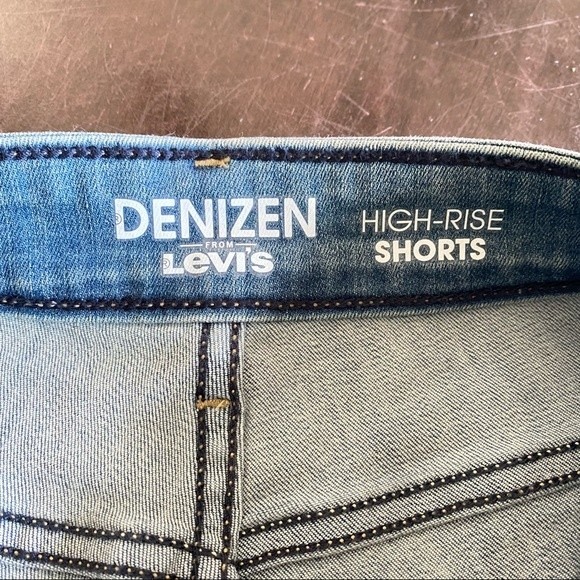 DENIZEN
FROM
Levi's
HIGH-RISE
SHORTS